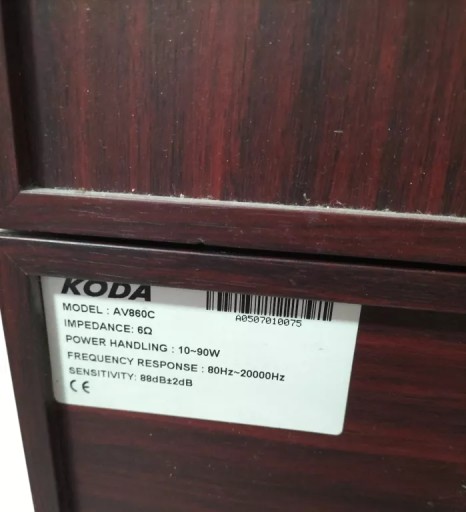 KODA
A0507010075
MODEL : AV860C
IMPEDANCE: 6Ω
POWER HANDLING : 10~90W
FREQUENCY RESPONSE : 80Hz~20000Hz
SENSITIVITY: 88dB±2dB
CE